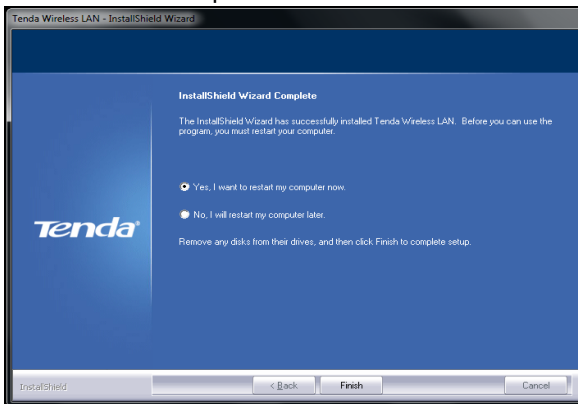 Tenda Wireless LAN - InstallShield Wizard
InstallShield Wizard Complete
The InstallShield Wizard has successfully installed Tenda Wireless LAN.  Before you can use the
program, you must restart your computer.
Yes, I want to restart my computer now.
No, I will restart my computer later.
Tenda
Remove any disks from their drives, and then click Finish to complete setup.
InstallShield
< Back
Finish
Cancel